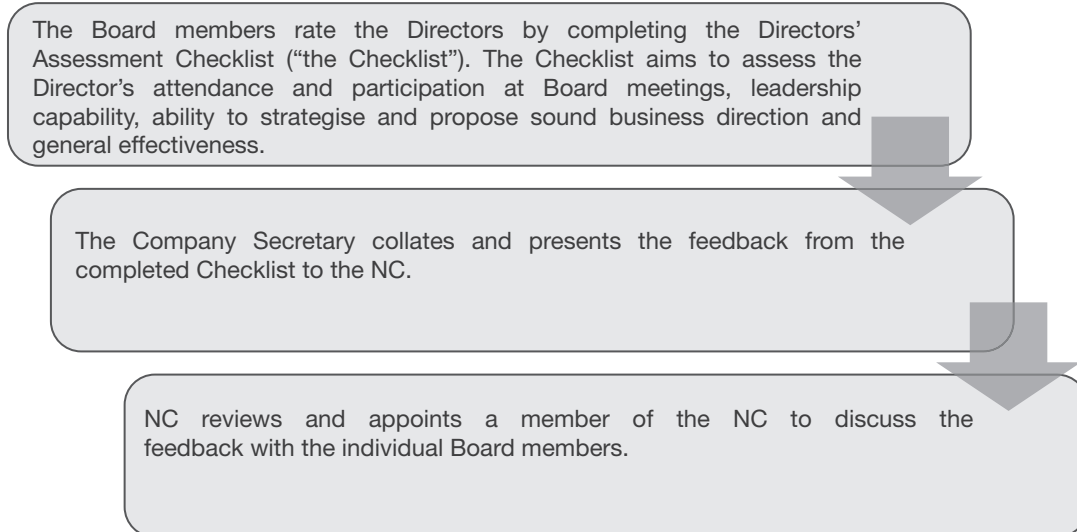 The Board members rate the Directors by completing the Directors’
Assessment Checklist (“the Checklist”). The Checklist aims to assess the
Director’s attendance and participation at Board meetings, leadership
capability, ability to strategise and propose sound business direction and
general effectiveness.
The Company Secretary collates and presents the feedback from the
completed Checklist to the NC.
NC reviews and appoints a member of the NC to discuss the
feedback with the individual Board members.